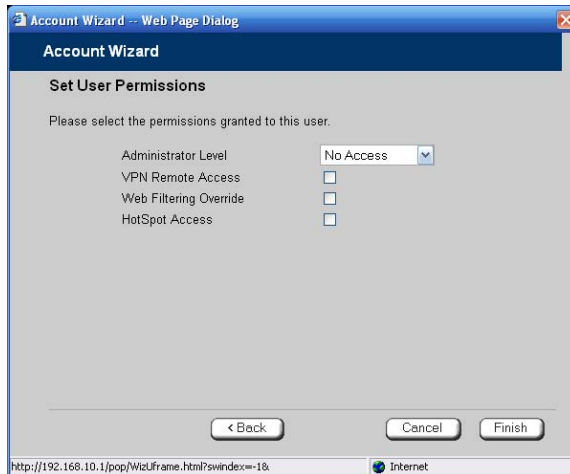 Account Wizard -- Web Page Dialog
Account Wizard
Set User Permissions
Please select the permissions granted to this user.
Administrator Level No Access
VPN Remote Access
Web Filtering Override
HotSpot Access
< Back Cancel Finish
http://192.168.10.1/pop/WizUframe.html?swindex=-1& Internet